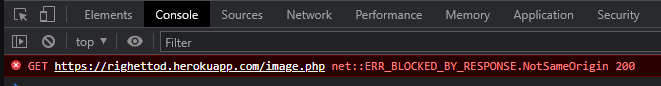 Elements Console Sources Network Performance Memory Application Security
top Filter
GET https://righettod.herokuapp.com/image.php net::ERR_BLOCKED_BY_RESPONSE.NotSameOrigin 200